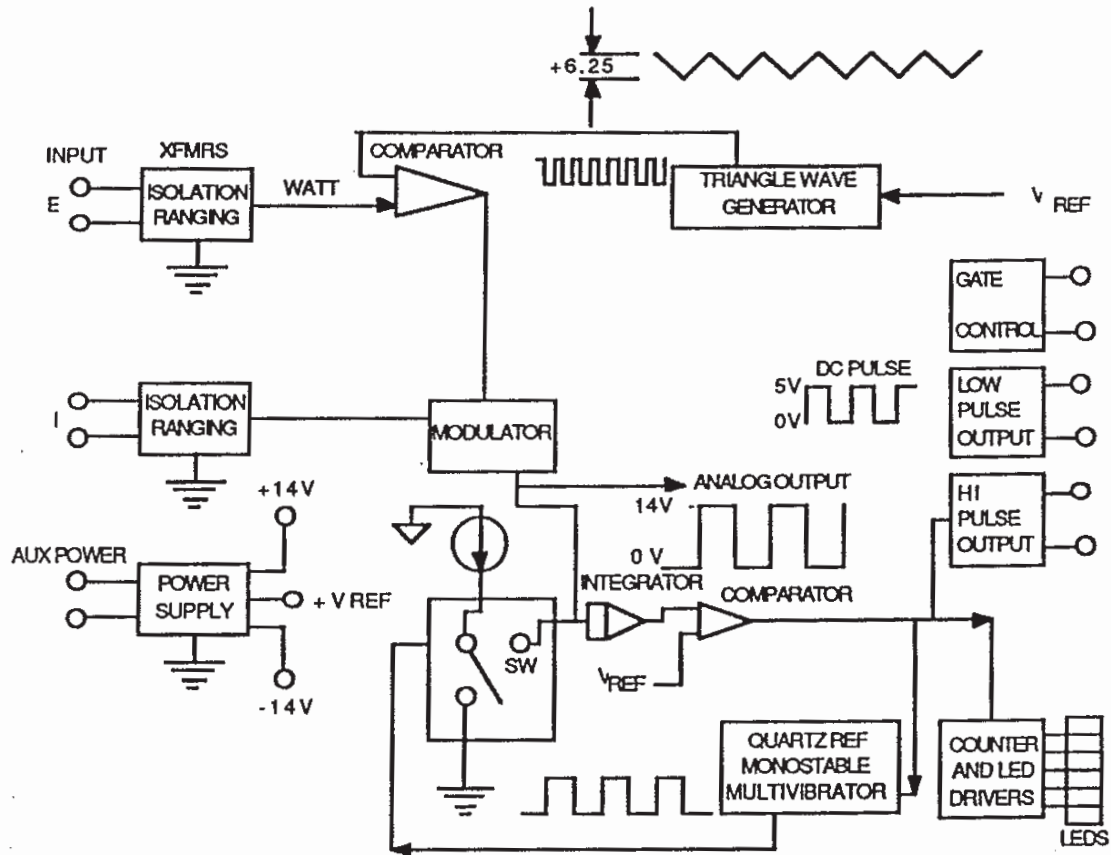 +6.25
INPUT
XFMRS
COMPARATOR
E
ISOLATION
RANGING
WATT
TRIANGLE WAVE
GENERATOR
V REF
GATE
CONTROL
I
ISOLATION
RANGING
MODULATOR
DC PULSE
5V
0V
LOW
PULSE
OUTPUT
+14V
ANALOG OUTPUT
14V
0 V
HI
PULSE
OUTPUT
AUX POWER
POWER
SUPPLY
+ V REF
-14V
SW
INTEGRATOR
COMPARATOR
VREF
QUARTZ REF
MONOSTABLE
MULTIVIBRATOR
COUNTER
AND LED
DRIVERS
LEDS